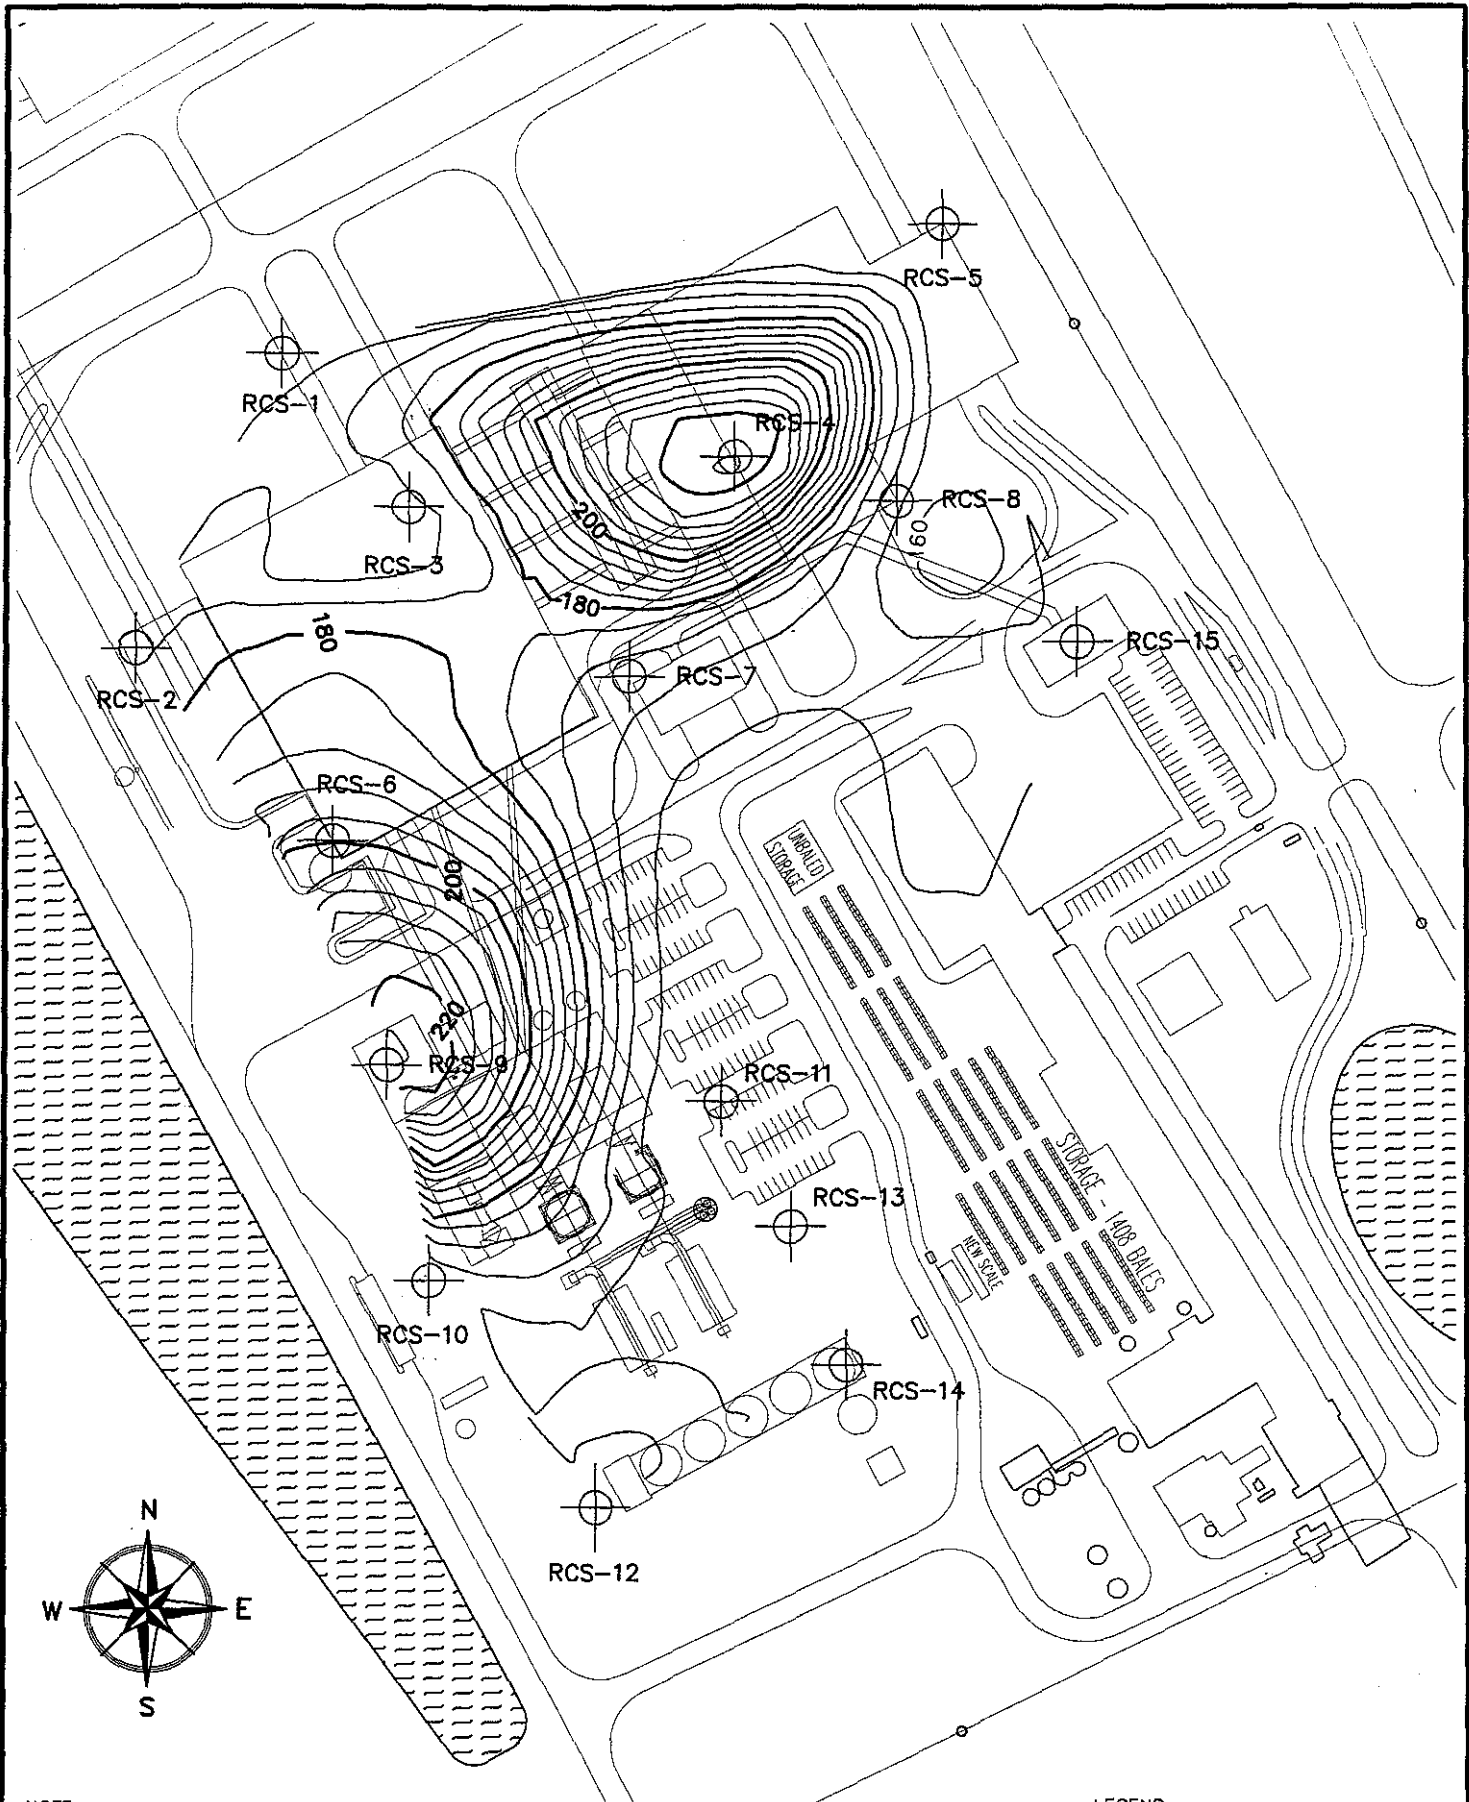 RCS-5
RCS-1
RCS-4
RCS-8
200
160
RCS-3
180
180
RCS-15
RCS-7
RCS-2
RCS-6
UNBALED
STORAGE
200
220
RCS-9
RCS-11
STORAGE - 1408 BALES
RCS-13
NEW SCALE
RCS-10
RCS-14
N
RCS-12
W
E
S